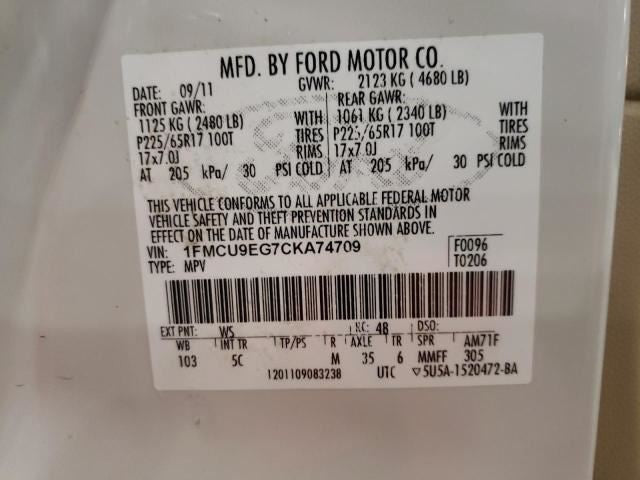 MFD. BY FORD MOTOR CO.
DATE: 09/11 GVWR: 2123 KG ( 4680 LB)
FRONT GAWR: REAR GAWR:
1125 KG ( 2480 LB) WITH 1061 KG ( 2340 LB) WITH
P225/65R17 100T TIRES P225/65R17 100T TIRES
17x7.0J RIMS 17x7.0J RIMS
AT 205 kPa/ 30 PSI COLD AT 205 kPa/ 30 PSI COLD
THIS VEHICLE CONFORMS TO ALL APPLICABLE FEDERAL MOTOR
VEHICLE SAFETY AND THEFT PREVENTION STANDARDS IN
EFFECT ON THE DATE OF MANUFACTURE SHOWN ABOVE.
VIN: 1FMCU9EG7CKA74709 F0096
TYPE: MPV T0206
EXT PNT: WS RC: 48 DSO:
WB INT TR TP/PS R AXLE TR SPR AM71F
103 5C M 35 6 MMFF 305
1201109083238 UTC ▽5U5A-1520472-BA